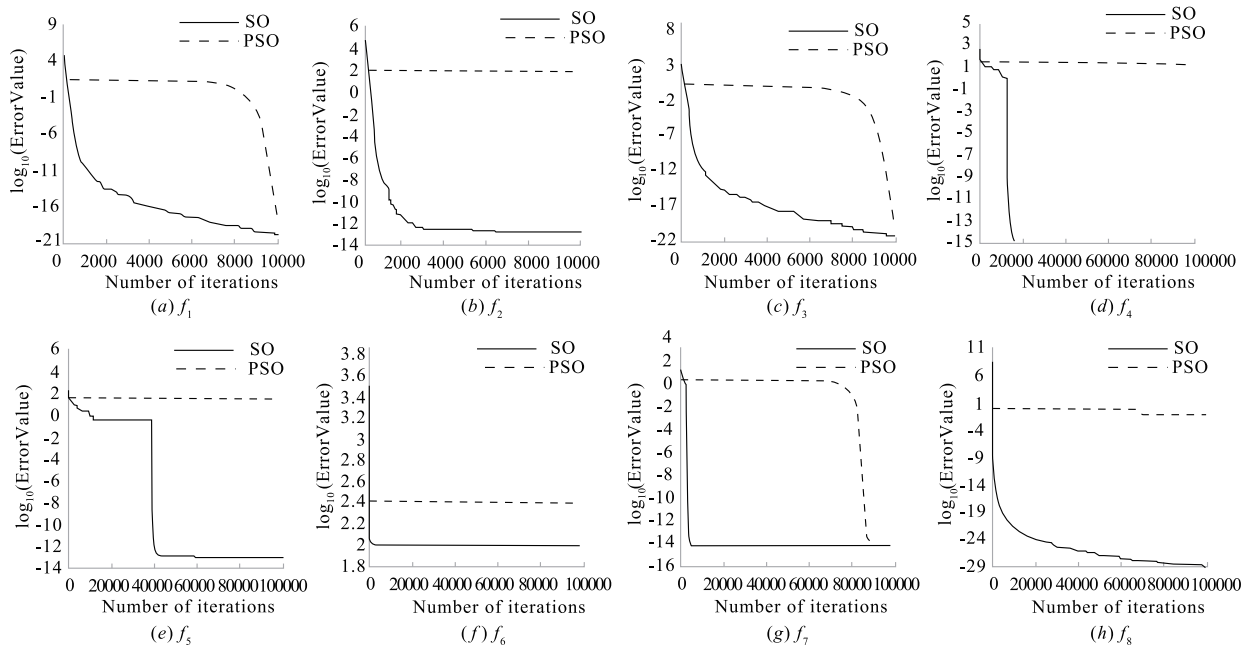 SO
PSO
log₁₀(ErrorValue)
9
4
-1
-6
-11
-16
-21
0 2000 4000 6000 8000 10000
Number of iterations
(a) f₁
SO
PSO
log₁₀(ErrorValue)
6
4
2
0
-2
-4
-6
-8
-10
-12
-14
0 2000 4000 6000 8000 10000
Number of iterations
(b) f₂
SO
PSO
log₁₀(ErrorValue)
8
3
-2
-7
-12
-17
-22
0 2000 4000 6000 8000 10000
Number of iterations
(c) f₃
SO
PSO
log₁₀(ErrorValue)
5
3
1
-1
-3
-5
-7
-9
-11
-13
-15
0 20000 40000 60000 80000 100000
Number of iterations
(d) f₄
SO
PSO
log₁₀(ErrorValue)
6
4
2
0
-2
-4
-6
-8
-10
-12
-14
0 20000 40000 60000 80000 100000
Number of iterations
(e) f₅
SO
PSO
log₁₀(ErrorValue)
3.8
3.6
3.4
3.2
3
2.8
2.6
2.4
2.2
2
1.8
0 20000 40000 60000 80000 100000
Number of iterations
(f) f₆
SO
PSO
log₁₀(ErrorValue)
4
2
0
-2
-4
-6
-8
-10
-12
-14
-16
0 20000 40000 60000 80000 100000
Number of iterations
(g) f₇
SO
PSO
log₁₀(ErrorValue)
11
6
1
-4
-9
-14
-19
-24
-29
0 20000 40000 60000 80000 100000
Number of iterations
(h) f₈